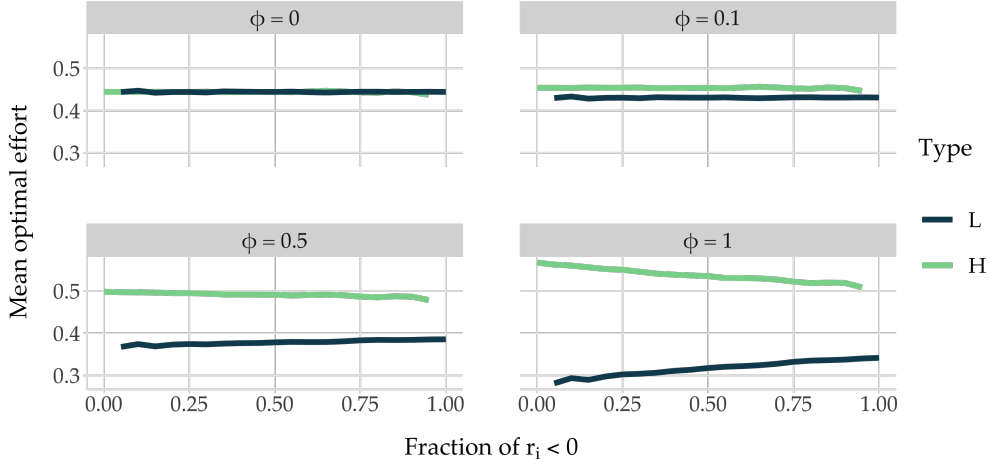 ϕ = 0
ϕ = 0.1
0.5
0.4
0.3
Mean optimal effort
ϕ = 0.5
ϕ = 1
0.5
0.4
0.3
0.00 0.25 0.50 0.75 1.00
0.00 0.25 0.50 0.75 1.00
Fraction of rᵢ < 0
Type
L
H